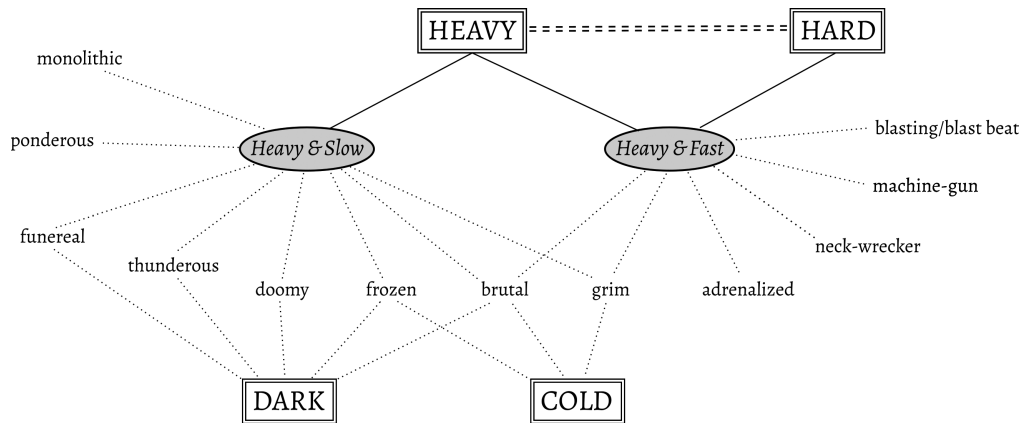 HEAVY
HARD
monolithic
ponderous
Heavy & Slow
Heavy & Fast
blasting/blast beat
machine-gun
funereal
neck-wrecker
thunderous
doomy
frozen
brutal
grim
adrenalized
DARK
COLD